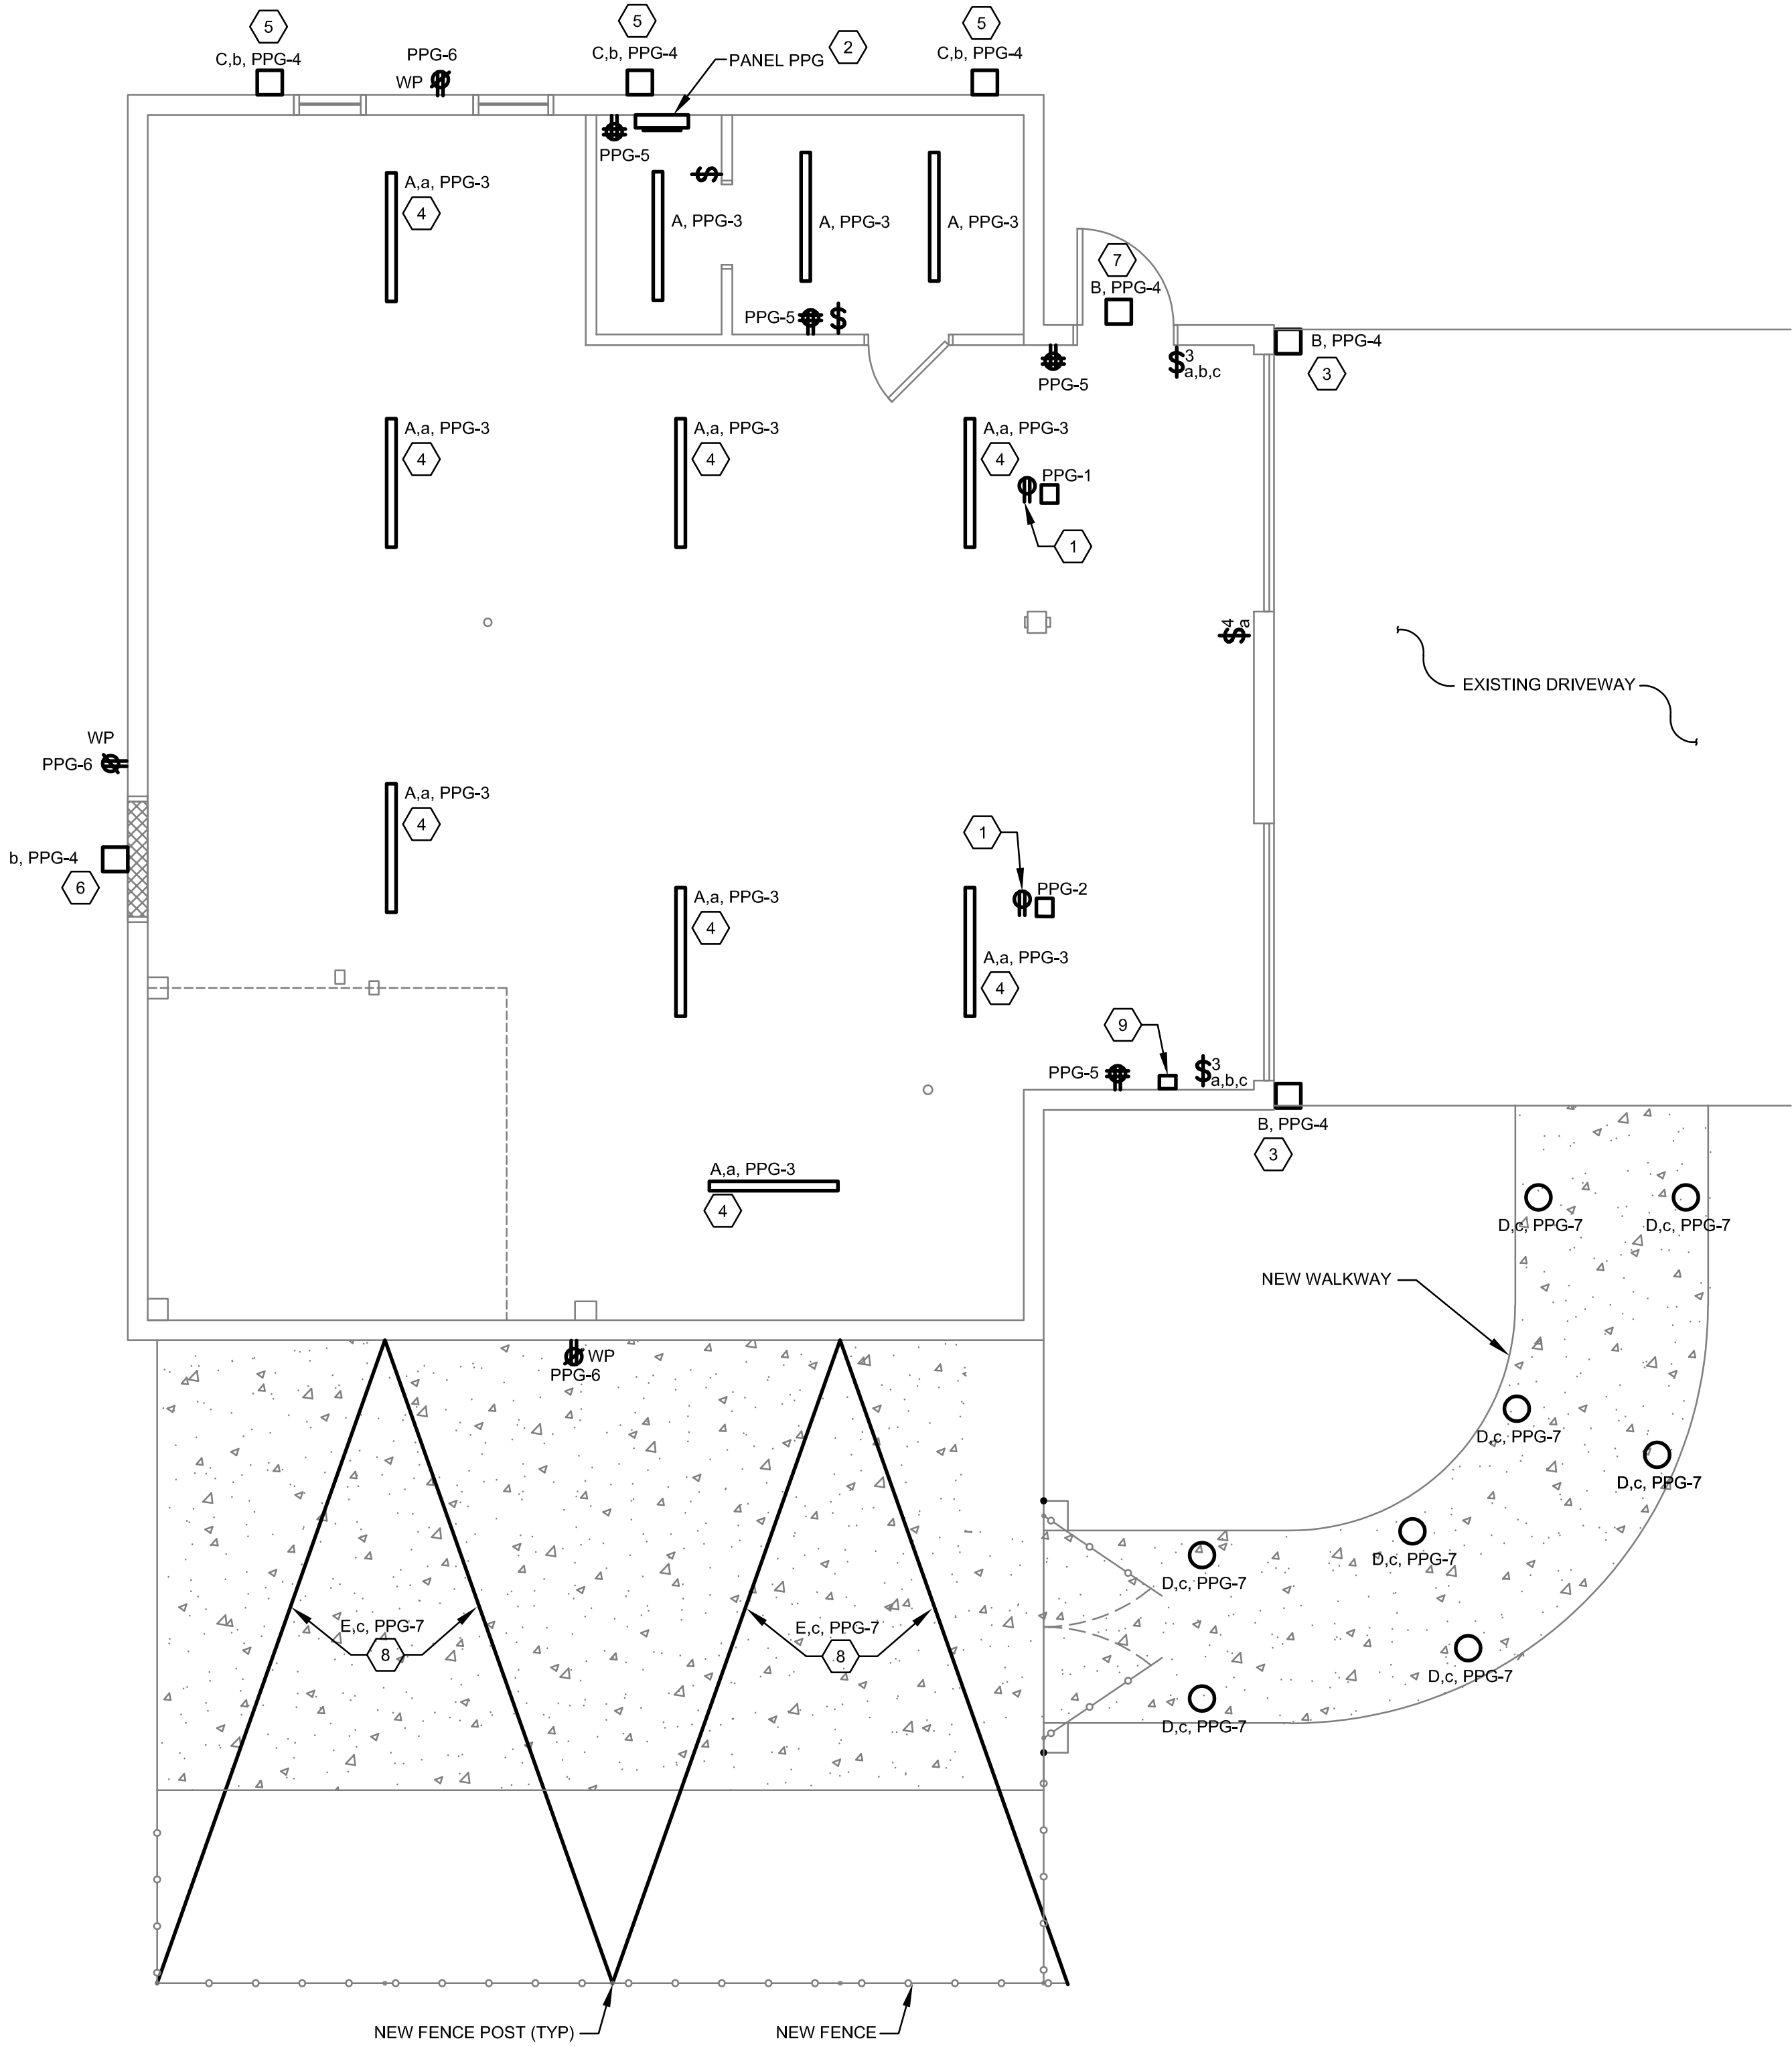 5
5
5
C,b, PPG-4
PPG-6
C,b, PPG-4
PANEL PPG
2
C,b, PPG-4
WP
PPG-5
$
A,a, PPG-3
4
A, PPG-3
A, PPG-3
A, PPG-3
7
B, PPG-4
PPG-5
$
PPG-5
$ 3
a,b,c
B, PPG-4
3
A,a, PPG-3
4
A,a, PPG-3
4
A,a, PPG-3
4
PPG-1
1
$ 4
a
EXISTING DRIVEWAY
WP
PPG-6
A,a, PPG-3
4
b, PPG-4
6
1
PPG-2
A,a, PPG-3
4
A,a, PPG-3
4
9
PPG-5
$ 3
a,b,c
B, PPG-4
3
A,a, PPG-3
4
D,c, PPG-7
D,c, PPG-7
NEW WALKWAY
WP
PPG-6
D,c, PPG-7
D,c, PPG-7
D,c, PPG-7
D,c, PPG-7
E,c, PPG-7
8
E,c, PPG-7
8
D,c, PPG-7
D,c, PPG-7
NEW FENCE POST (TYP)
NEW FENCE